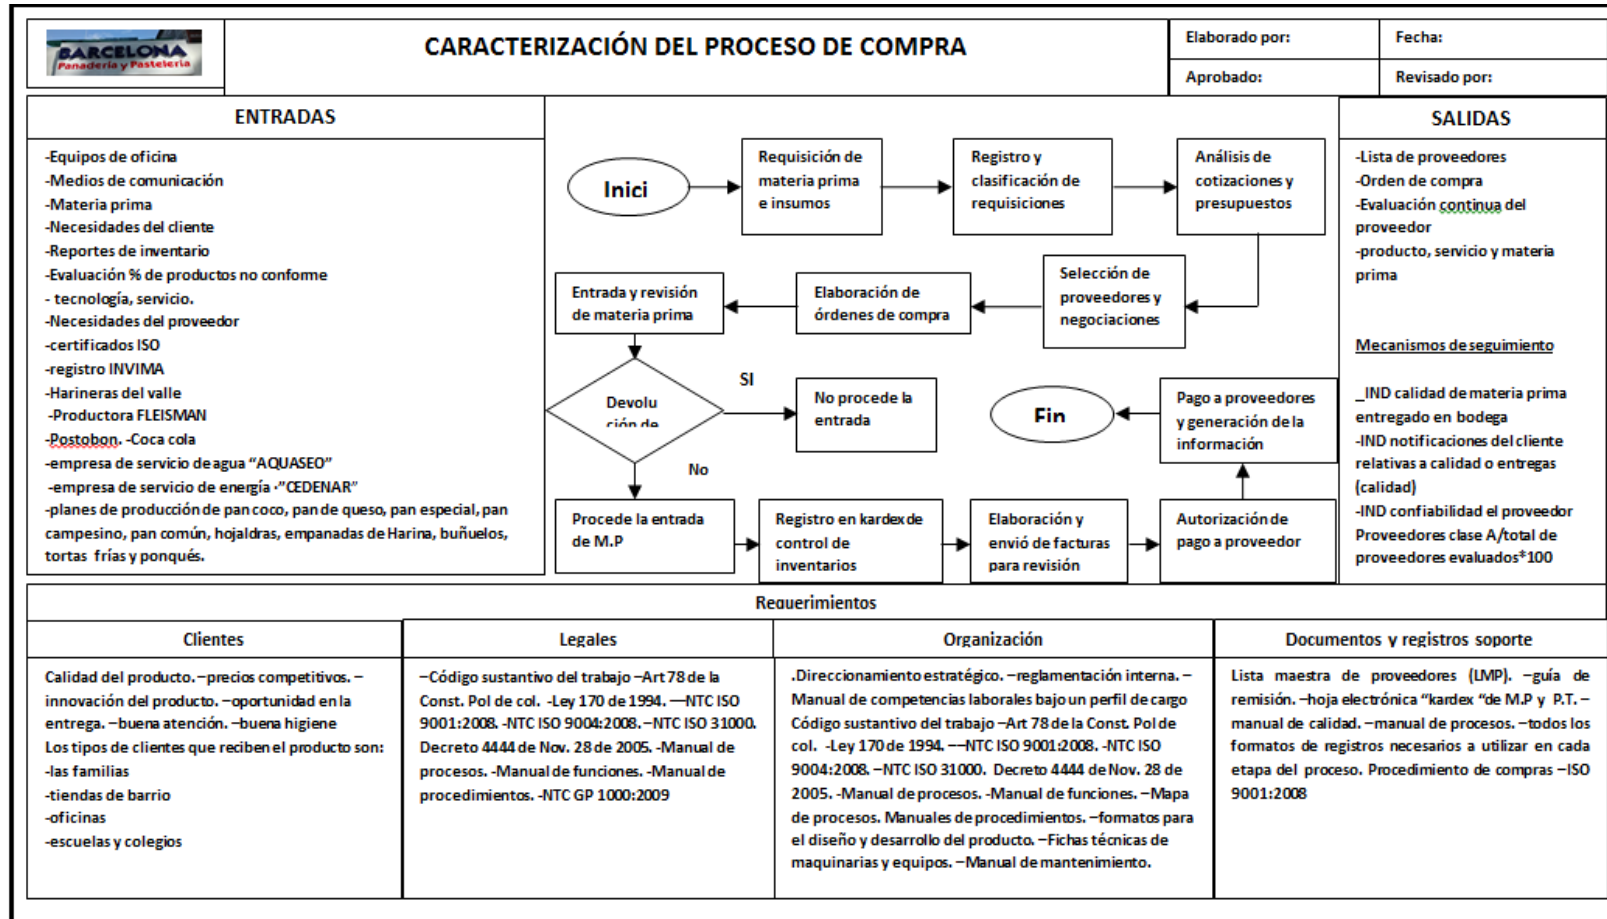 BARCELONA
Panadería y Pastelería
CARACTERIZACIÓN DEL PROCESO DE COMPRA
Elaborado por:
Fecha:
Aprobado:
Revisado por:
ENTRADAS
-Equipos de oficina
-Medios de comunicación
-Materia prima
-Necesidades del cliente
-Reportes de inventario
-Evaluación % de productos no conforme
- tecnología, servicio.
-Necesidades del proveedor
-certificados ISO
-registro INVIMA
-Harineras del valle
-Productora FLEISMAN
-Postobon. -Coca cola
-empresa de servicio de agua “AQUASEO”
-empresa de servicio de energía -”CEDENAR”
-planes de producción de pan coco, pan de queso, pan especial, pan
campesino, pan común, hojaldras, empanadas de Harina, buñuelos,
tortas frías y ponqués.
Inici
Requisición de
materia prima
e insumos
Registro y
clasificación de
requisiciones
Análisis de
cotizaciones y
presupuestos
Selección de
proveedores y
negociaciones
Elaboración de
órdenes de compra
Entrada y revisión
de materia prima
Devolu
ción de
SI
No procede la
entrada
No
Procede la entrada
de M.P
Registro en kardex de
control de
inventarios
Elaboración y
envió de facturas
para revisión
Autorización de
pago a proveedor
Pago a proveedores
y generación de la
información
Fin
SALIDAS
-Lista de proveedores
-Orden de compra
-Evaluación continua del
proveedor
-producto, servicio y materia
prima
Mecanismos de seguimiento
_IND calidad de materia prima
entregado en bodega
-IND notificaciones del cliente
relativas a calidad o entregas
(calidad)
-IND confiabilidad el proveedor
Proveedores clase A/total de
proveedores evaluados*100
Requerimientos
Clientes
Calidad del producto. –precios competitivos. –
innovación del producto. –oportunidad en la
entrega. –buena atención. –buena higiene
Los tipos de clientes que reciben el producto son:
-las familias
-tiendas de barrio
-oficinas
-escuelas y colegios
Legales
–Código sustantivo del trabajo –Art 78 de la
Const. Pol de col. -Ley 170 de 1994. –-NTC ISO
9001:2008. -NTC ISO 9004:2008. –NTC ISO 31000.
Decreto 4444 de Nov. 28 de 2005. -Manual de
procesos. -Manual de funciones. -Manual de
procedimientos. -NTC GP 1000:2009
Organización
.Direccionamiento estratégico. –reglamentación interna. –
Manual de competencias laborales bajo un perfil de cargo
Código sustantivo del trabajo –Art 78 de la Const. Pol de
col. -Ley 170 de 1994. –-NTC ISO 9001:2008. -NTC ISO
9004:2008. –NTC ISO 31000. Decreto 4444 de Nov. 28 de
2005. -Manual de procesos. -Manual de funciones. –Mapa
de procesos. Manuales de procedimientos. –formatos para
el diseño y desarrollo del producto. –Fichas técnicas de
maquinarias y equipos. –Manual de mantenimiento.
Documentos y registros soporte
Lista maestra de proveedores (LMP). –guía de
remisión. –hoja electrónica “kardex “de M.P y P.T. –
manual de calidad. –manual de procesos. –todos los
formatos de registros necesarios a utilizar en cada
etapa del proceso. Procedimiento de compras –ISO
9001:2008